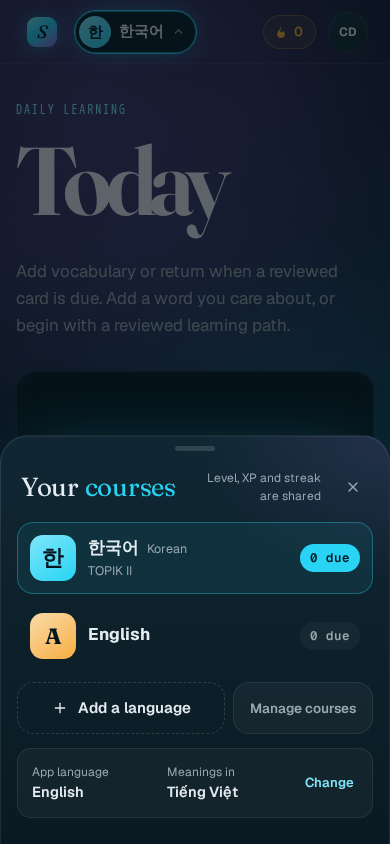 S 한 한국어 0 CD
DAILY LEARNING
Today
Add vocabulary or return when a reviewed
card is due. Add a word you care about, or
begin with a reviewed learning path.
Your courses
Level, XP and streak
are shared
한 한국어 Korean
TOPIK II
0 due
A English
0 due
+ Add a language
Manage courses
App language
English
Meanings in
Tiếng Việt
Change